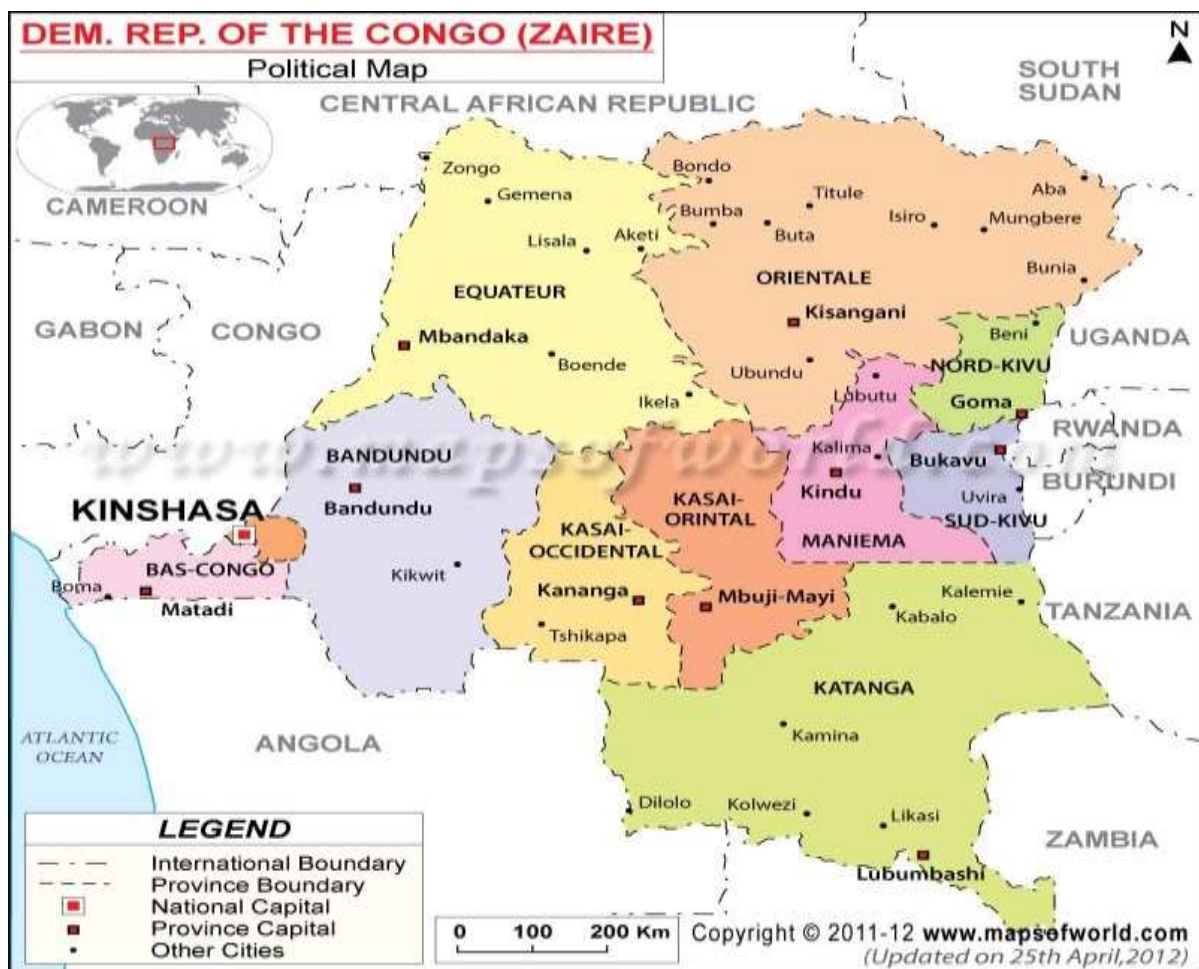 DEM. REP. OF THE CONGO (ZAIRE)
Political Map
N
SOUTH
SUDAN
CENTRAL AFRICAN REPUBLIC
CAMEROON
Zongo
Gemena
Bondo
Aba
Titule
Bumba
Isiro
Mungbere
Lisala
Aketi
Buta
Bunia
EQUATEUR
ORIENTALE
GABON
CONGO
Mbandaka
Kisangani
Beni
UGANDA
Boende
Ubundu
NORD-KIVU
Lubutu
Ikela
Goma
RWANDA
www.mapsofworld.com
BANDUNDU
Kalima
Bukavu
BURUNDI
Bandundu
KASAI-
ORINTAL
Kindu
Uvira
KINSHASA
SUD-KIVU
KASAI-
OCCIDENTAL
MANIEMA
BAS-CONGO
Boma
Matadi
Kikwit
Kananga
Mbuji-Mayi
Kalemie
Kabalo
TANZANIA
Tshikapa
KATANGA
ATLANTIC
OCEAN
ANGOLA
Kamina
Dilolo
Kolwezi
Likasi
ZAMBIA
Lubumbashi
LEGEND
International Boundary
Province Boundary
National Capital
Province Capital
Other Cities
0 100 200 Km
Copyright © 2011-12 www.mapsofworld.com
(Updated on 25th April,2012)